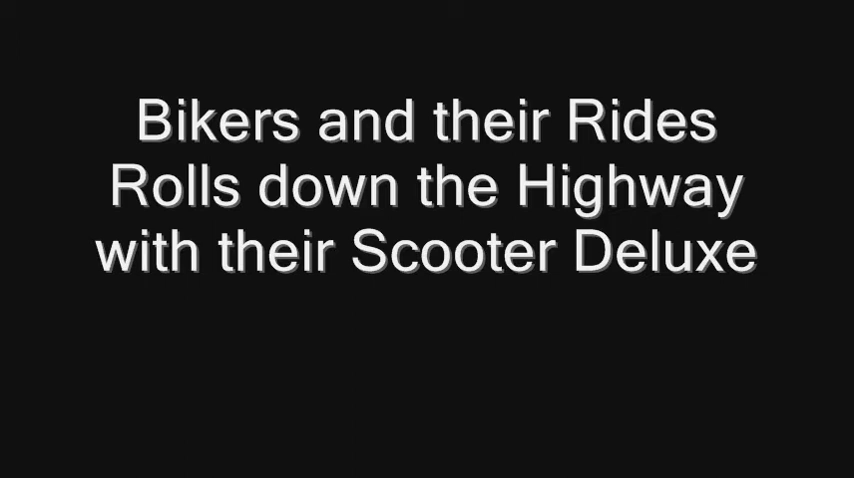 Bikers and their Rides
Rolls down the Highway
with their Scooter Deluxe